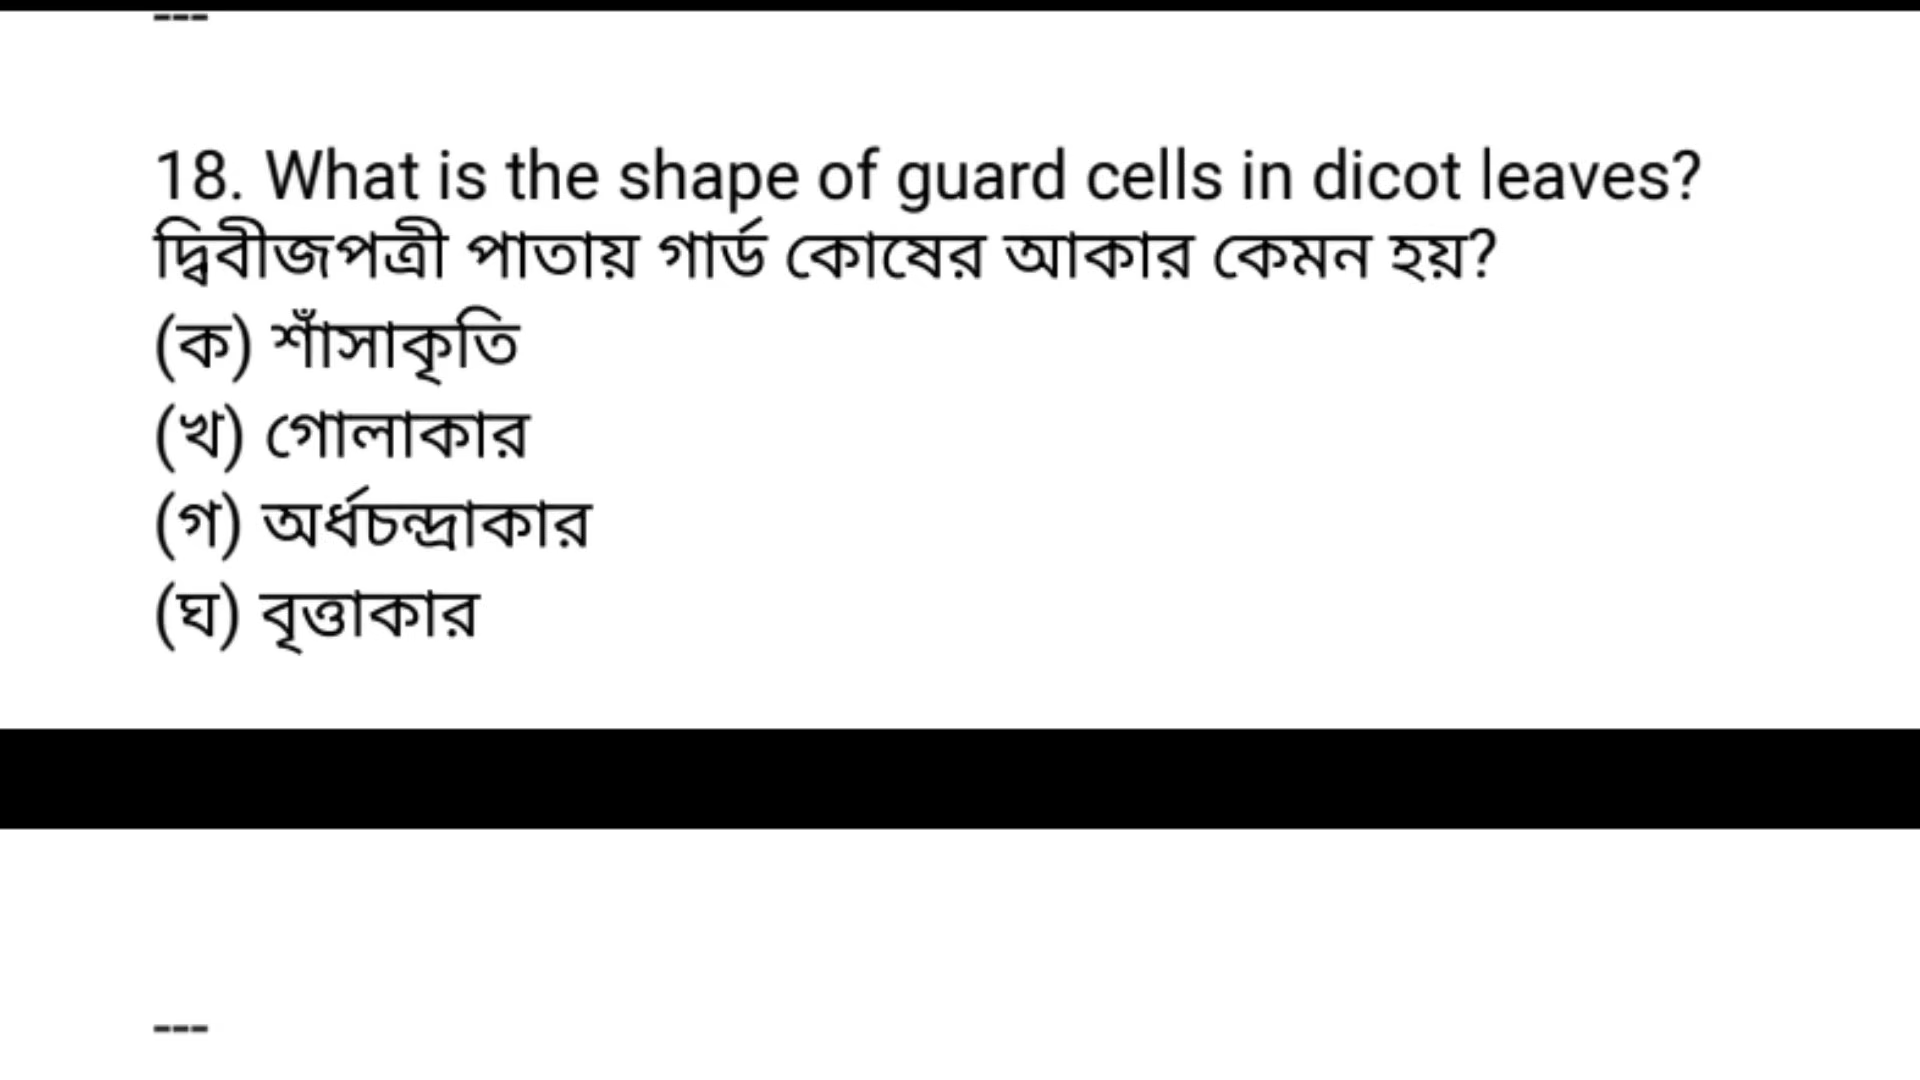 ---
18. What is the shape of guard cells in dicot leaves?
দ্বিবীজপত্রী পাতায় গার্ড কোষের আকার কেমন হয়?
(ক) শাঁসাকৃতি
(খ) গোলাকার
(গ) অর্ধচন্দ্রাকার
(ঘ) বৃত্তাকার
---